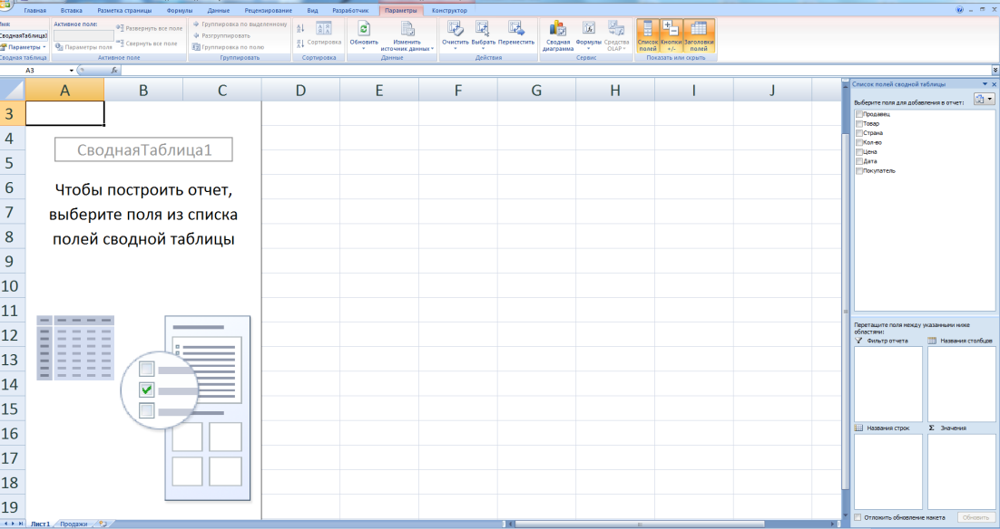 Главная Вставка Разметка страницы Формулы Данные Рецензирование Вид Разработчик Параметры Конструктор
Имя: Активное поле: Развернуть все поле Группировка по выделенному
СводнаяТаблица1 Свернуть все поле Разгруппировать Сортировка Обновить Изменить источник данных Очистить Выбрать Переместить Сводная диаграмма Формулы Средства OLAP Список полей Кнопки +/- Заголовки полей
Параметры Параметры поля Группировка по полю
Сводная таблица Активное поле Группировать Сортировка Данные Действия Сервис Показать или скрыть
A3 fx
A B C D E F G H I J
3
4
5
6
7
8
9
10
11
12
13
14
15
16
17
18
19
СводнаяТаблица1
Чтобы построить отчет,
выберите поля из списка
полей сводной таблицы
Список полей сводной таблицы
Выберите поля для добавления в отчет:
Продавец
Товар
Страна
Кол-во
Цена
Дата
Покупатель
Перетащите поля между указанными ниже
областями:
Фильтр отчета Названия столбцов
Названия строк Σ Значения
Отложить обновление макета Обновить
Лист1 Продажи